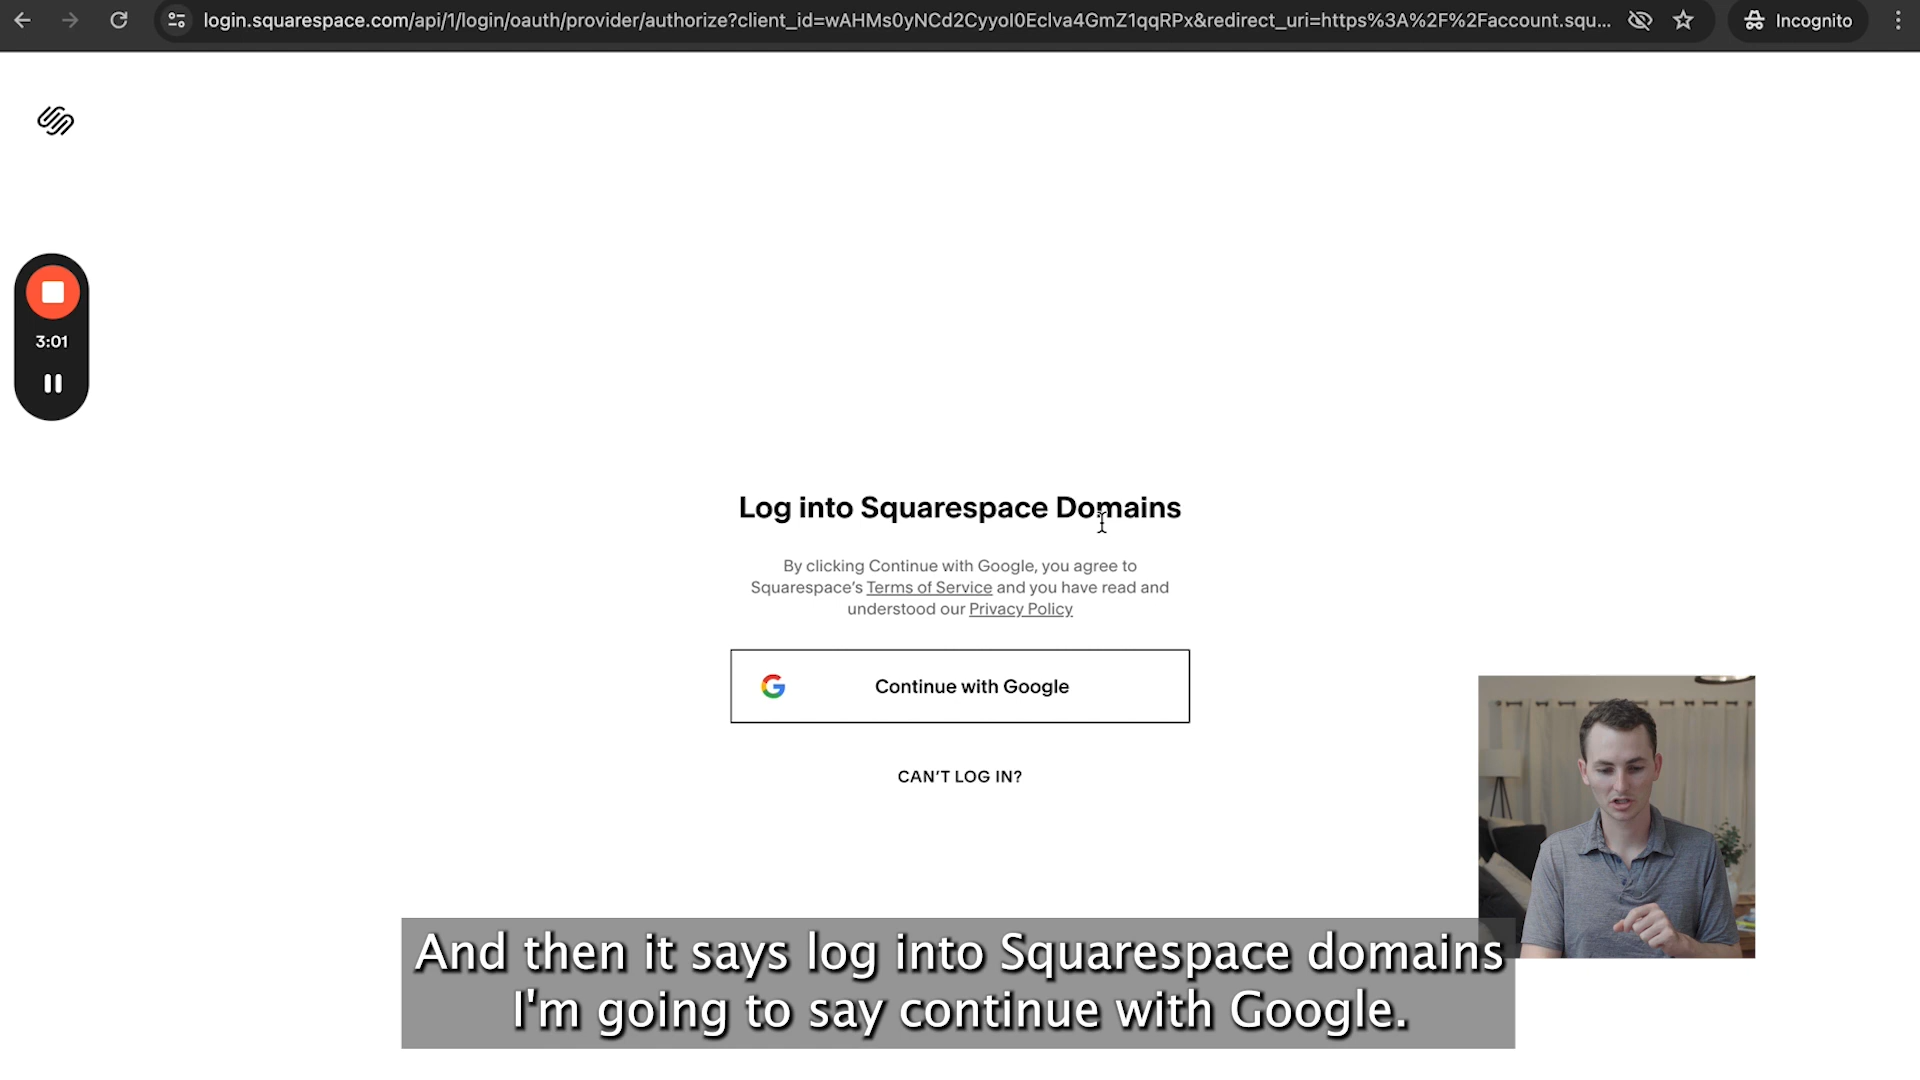 login.squarespace.com/api/1/login/oauth/provider/authorize?client_id=wAHMs0yNCd2Cyyol0Eclva4GmZ1qqRPx&redirect_uri=https%3A%2F%2Faccount.squ...
Incognito
3:01
Log into Squarespace Domains
By clicking Continue with Google, you agree to
Squarespace's Terms of Service and you have read and
understood our Privacy Policy
Continue with Google
CAN'T LOG IN?
And then it says log into Squarespace domains
I'm going to say continue with Google.